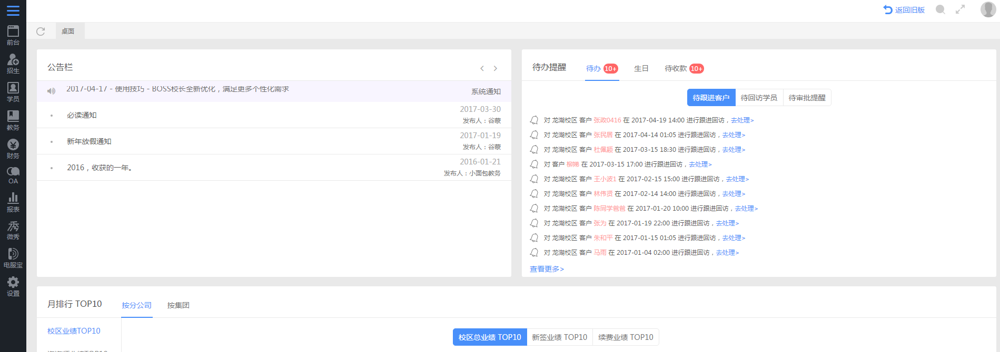 返回旧版
桌面
前台
招生
学员
教务
财务
OA
报表
微秀
电服宝
设置
公告栏
2017-04-17 - 使用技巧 - BOSS校长全新优化，满足更多个性化需求
系统通知
必读通知
2017-03-30
发布人：谷蒙
新年放假通知
2017-01-19
发布人：谷蒙
2016，收获的一年。
2016-01-21
发布人：小面包教务
待办提醒 待办 10+ 生日 待收款 10+
待跟进客户 待回访学员 待审批提醒
对 龙湖校区 客户 张政0416 在 2017-04-19 14:00 进行跟进回访，去处理>
对 龙湖校区 客户 张民居 在 2017-04-14 01:05 进行跟进回访，去处理>
对 龙湖校区 客户 杜佩颖 在 2017-03-15 18:30 进行跟进回访，去处理>
对 客户 柳娣 在 2017-03-15 17:00 进行跟进回访，去处理>
对 龙湖校区 客户 王小波1 在 2017-02-15 15:00 进行跟进回访，去处理>
对 龙湖校区 客户 林伟贤 在 2017-02-14 14:00 进行跟进回访，去处理>
对 龙湖校区 客户 陈同学爸爸 在 2017-01-20 10:00 进行跟进回访，去处理>
对 龙湖校区 客户 张为 在 2017-01-19 22:00 进行跟进回访，去处理>
对 龙湖校区 客户 朱和平 在 2017-01-15 01:05 进行跟进回访，去处理>
对 龙湖校区 客户 马雨 在 2017-01-04 02:00 进行跟进回访，去处理>
查看更多>
月排行 TOP10 按分公司 按集团
校区业绩TOP10
校区总业绩 TOP10 新签业绩 TOP10 续费业绩 TOP10